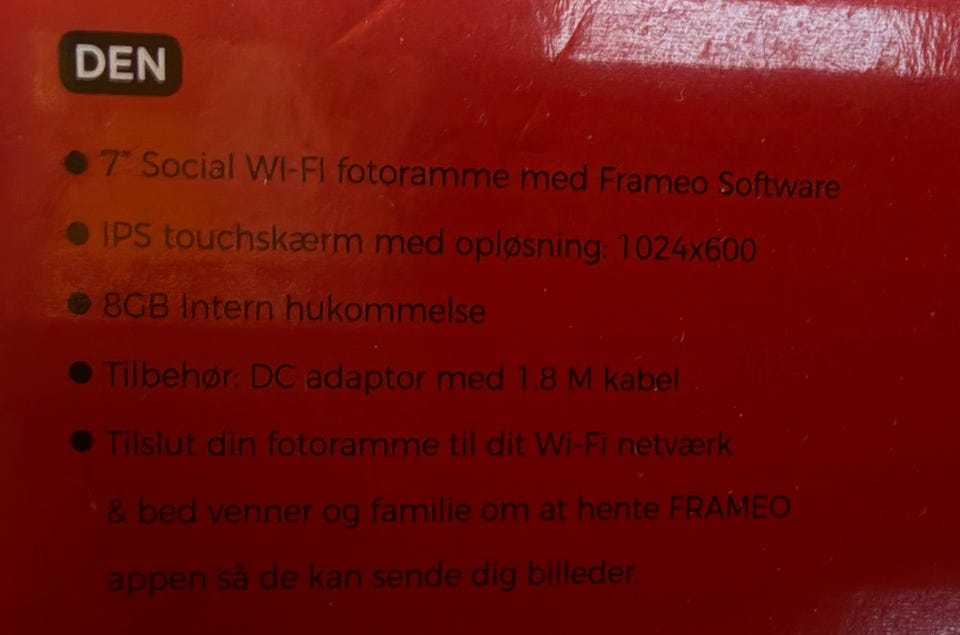 DEN
● 7" Social WI-FI fotoramme med Frameo Software
● IPS touchskærm med opløsning: 1024x600
● 8GB Intern hukommelse
● Tilbehør: DC adaptor med 1.8 M kabel
● Tilslut din fotoramme til dit Wi-Fi netværk
& bed venner og familie om at hente FRAMEO
appen så de kan sende dig billeder.